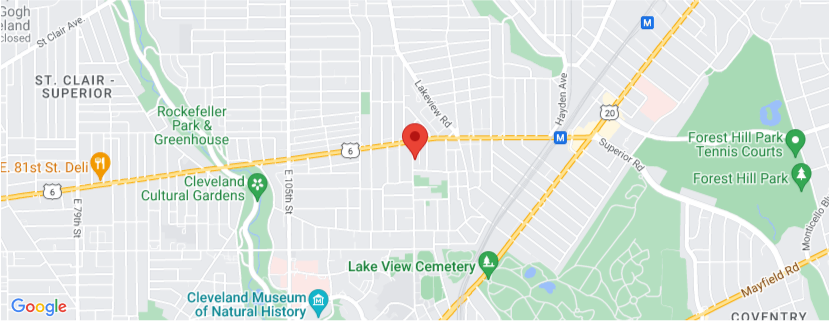 Gogh
eland
closed
St Clair Ave.
ST. CLAIR -
SUPERIOR
Rockefeller
Park &
Greenhouse
E. 81st St. Deli
6
6
E 79th St
Cleveland
Cultural Gardens
E 105th St
Lakeview Rd
Hayden Ave
M
M
20
Superior Rd
Forest Hill Park
Tennis Courts
Forest Hill Park
Monticello Bl
Lake View Cemetery
Mayfield Rd
Cleveland Museum
of Natural History
COVENTRY
Google